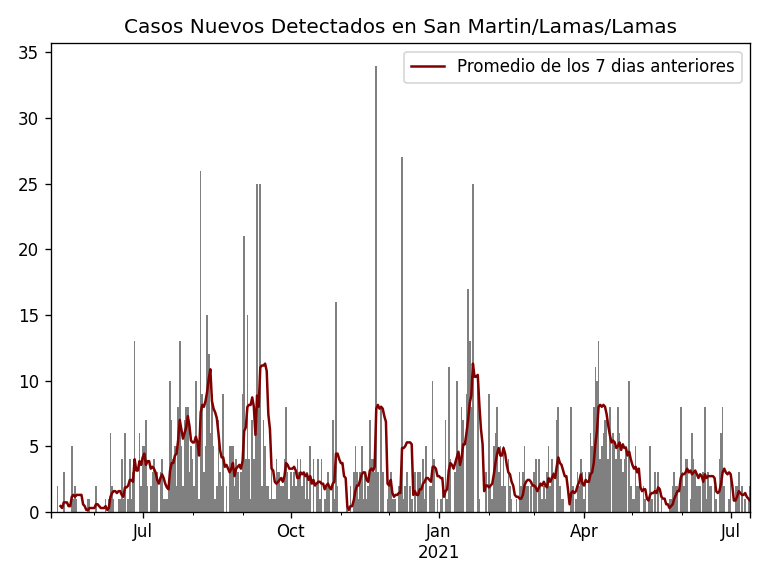 Casos Nuevos Detectados en San Martin/Lamas/Lamas
Promedio de los 7 dias anteriores
35
30
25
20
15
10
5
0
Jul
Oct
Jan
2021
Apr
Jul